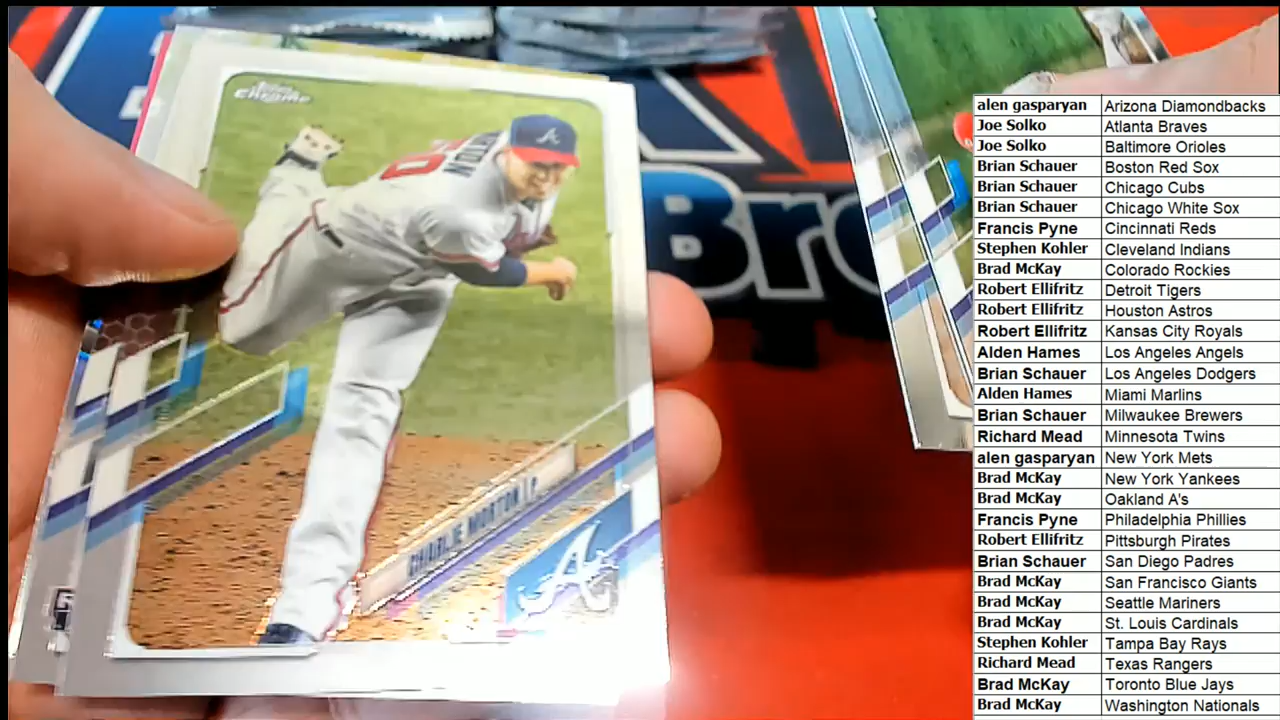 Topps
Chrome
CHARLIE MORTON | P
A
Bre
alen gasparyan Arizona Diamondbacks
Joe Solko Atlanta Braves
Joe Solko Baltimore Orioles
Brian Schauer Boston Red Sox
Brian Schauer Chicago Cubs
Brian Schauer Chicago White Sox
Francis Pyne Cincinnati Reds
Stephen Kohler Cleveland Indians
Brad McKay Colorado Rockies
Robert Ellifritz Detroit Tigers
Robert Ellifritz Houston Astros
Robert Ellifritz Kansas City Royals
Alden Hames Los Angeles Angels
Brian Schauer Los Angeles Dodgers
Alden Hames Miami Marlins
Brian Schauer Milwaukee Brewers
Richard Mead Minnesota Twins
alen gasparyan New York Mets
Brad McKay New York Yankees
Brad McKay Oakland A's
Francis Pyne Philadelphia Phillies
Robert Ellifritz Pittsburgh Pirates
Brian Schauer San Diego Padres
Brad McKay San Francisco Giants
Brad McKay Seattle Mariners
Brad McKay St. Louis Cardinals
Stephen Kohler Tampa Bay Rays
Richard Mead Texas Rangers
Brad McKay Toronto Blue Jays
Brad McKay Washington Nationals